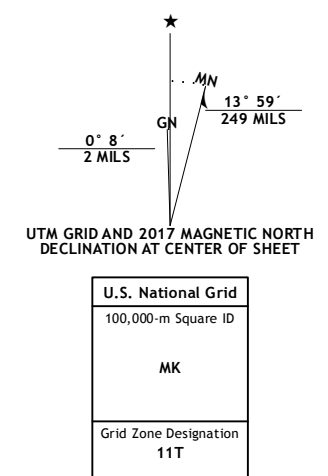 ★
MN
GN
13° 59´
249 MILS
0° 8´
2 MILS
UTM GRID AND 2017 MAGNETIC NORTH
DECLINATION AT CENTER OF SHEET
U.S. National Grid
100,000-m Square ID
MK
Grid Zone Designation
11T